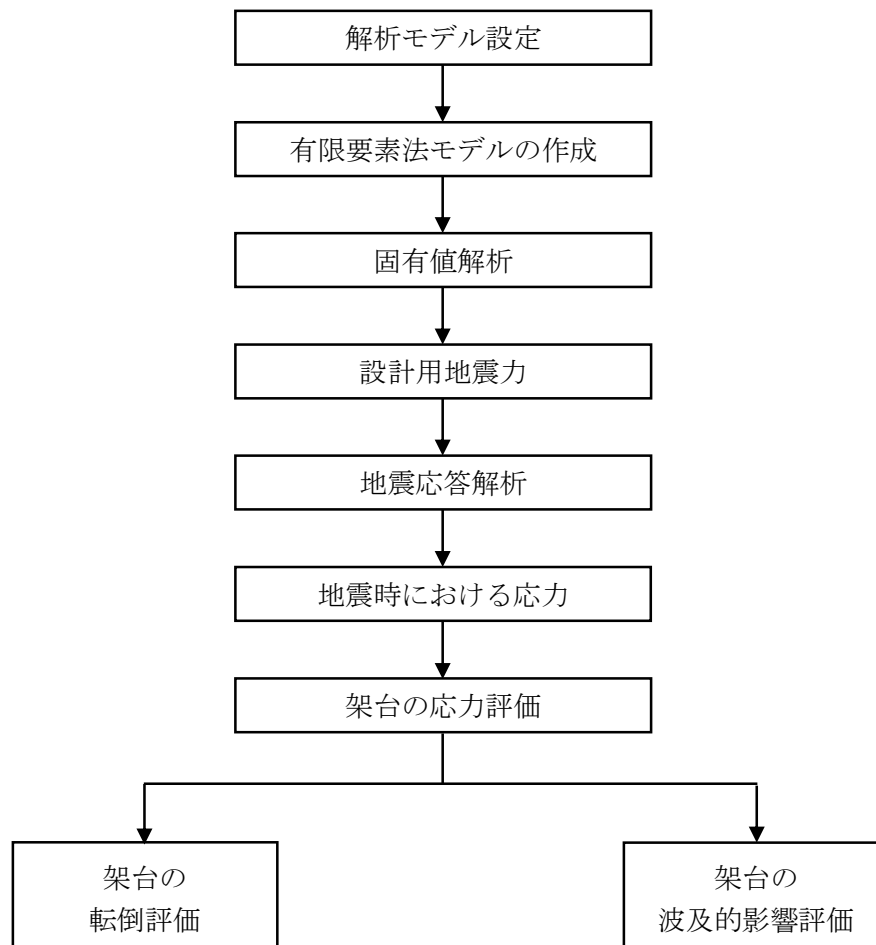 解析モデル設定
有限要素法モデルの作成
固有値解析
設計用地震力
地震応答解析
地震時における応力
架台の応力評価
架台の
転倒評価
架台の
波及的影響評価